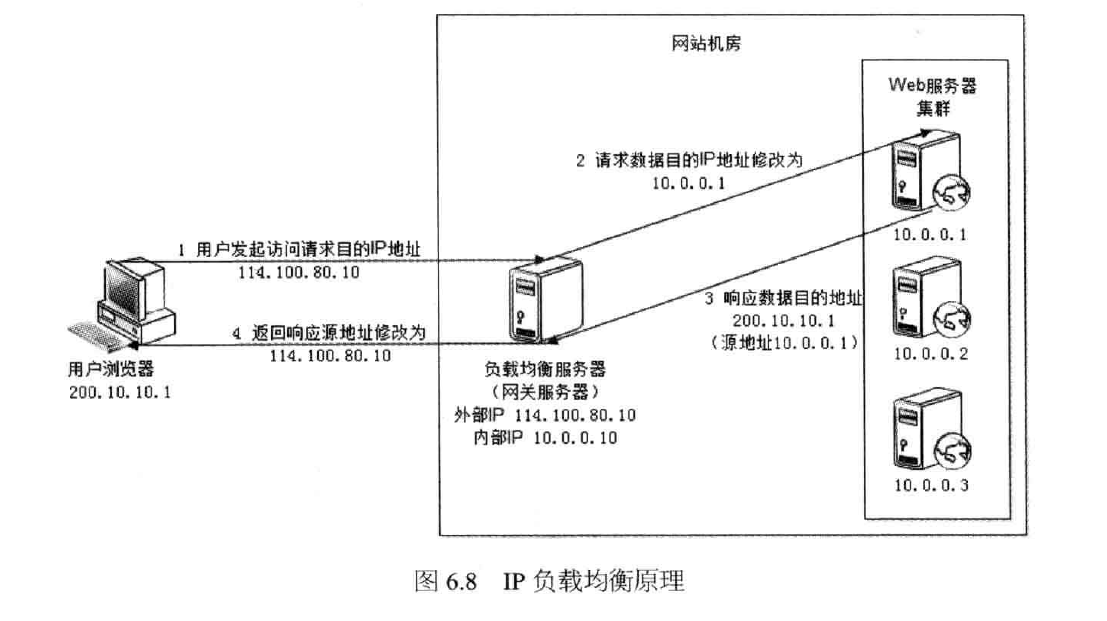 网站机房
Web服务器
集群
2 请求数据目的IP地址修改为
10.0.0.1
10.0.0.1
1 用户发起访问请求目的IP地址
114.100.80.10
3 响应数据目的地址
200.10.10.1
(源地址10.0.0.1)
4 返回响应源地址修改为
114.100.80.10
10.0.0.2
用户浏览器
200.10.10.1
负载均衡服务器
(网关服务器)
外部IP 114.100.80.10
内部IP 10.0.0.10
10.0.0.3
图 6.8 IP 负载均衡原理